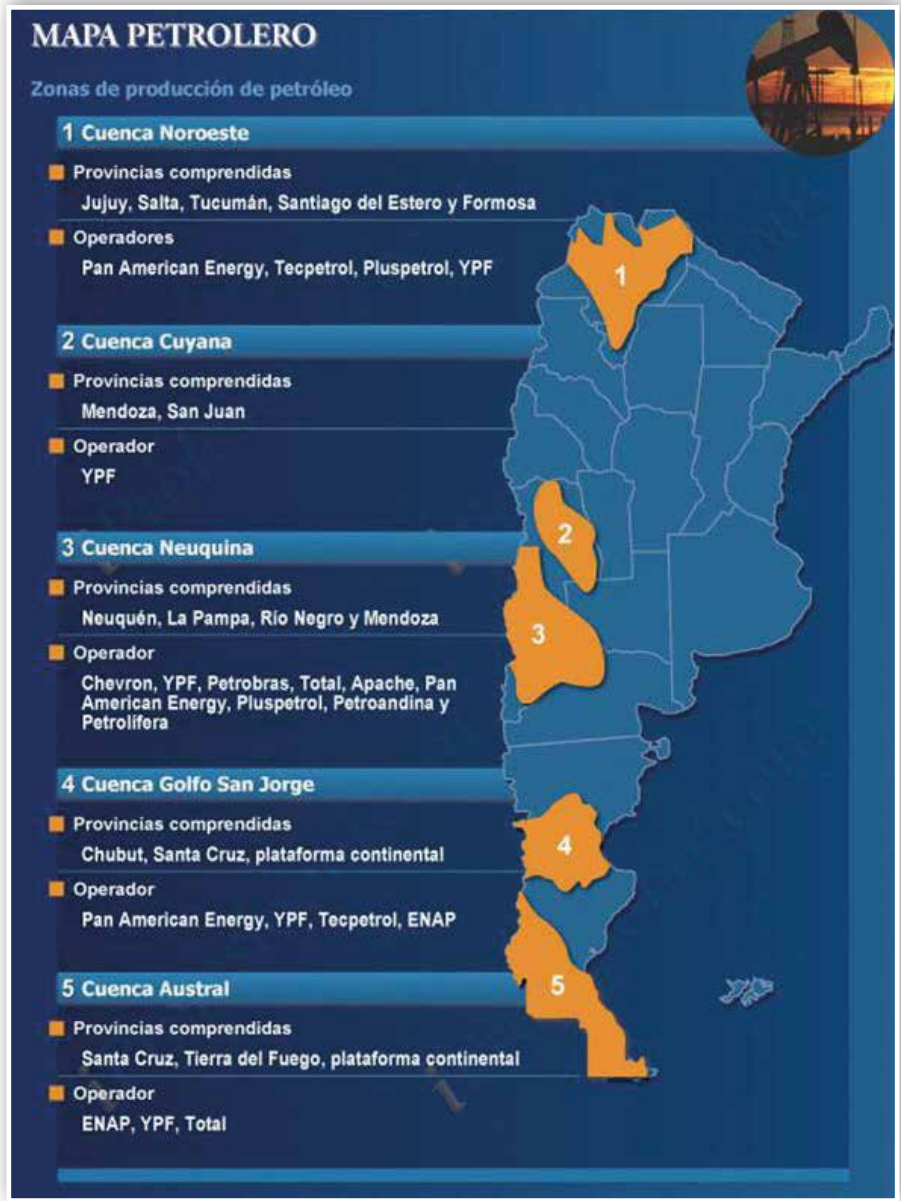 MAPA PETROLERO
Zonas de producción de petróleo
1 Cuenca Noroeste
Provincias comprendidas
Jujuy, Salta, Tucumán, Santiago del Estero y Formosa
Operadores
Pan American Energy, Tecpetrol, Pluspetrol, YPF
2 Cuenca Cuyana
Provincias comprendidas
Mendoza, San Juan
Operador
YPF
3 Cuenca Neuquina
Provincias comprendidas
Neuquén, La Pampa, Río Negro y Mendoza
Operador
Chevron, YPF, Petrobras, Total, Apache, Pan
American Energy, Pluspetrol, Petroandina y
Petrolífera
4 Cuenca Golfo San Jorge
Provincias comprendidas
Chubut, Santa Cruz, plataforma continental
Operador
Pan American Energy, YPF, Tecpetrol, ENAP
5 Cuenca Austral
Provincias comprendidas
Santa Cruz, Tierra del Fuego, plataforma continental
Operador
ENAP, YPF, Total
1
2
3
4
5